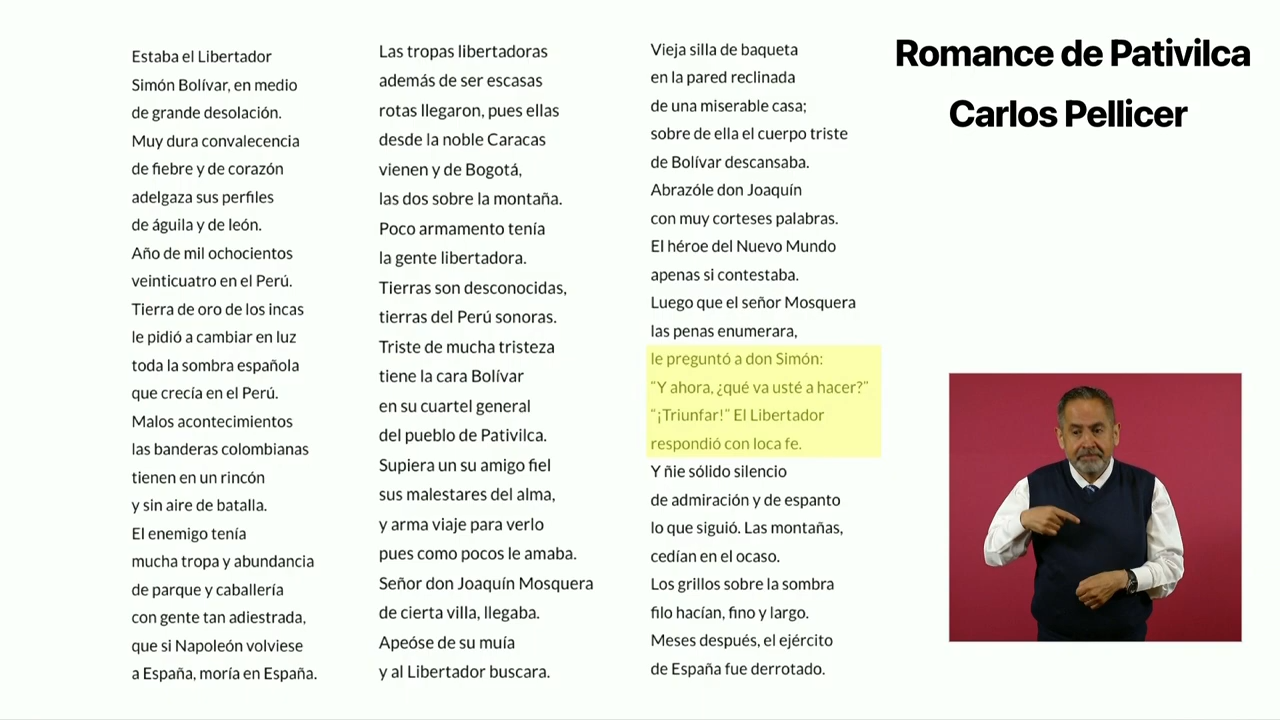 Romance de Pativilca
Carlos Pellicer
Estaba el Libertador
Simón Bolívar, en medio
de grande desolación.
Muy dura convalecencia
de fiebre y de corazón
adelgaza sus perfiles
de águila y de león.
Año de mil ochocientos
veinticuatro en el Perú.
Tierra de oro de los incas
le pidió a cambiar en luz
toda la sombra española
que crecía en el Perú.
Malos acontecimientos
las banderas colombianas
tienen en un rincón
y sin aire de batalla.
El enemigo tenía
mucha tropa y abundancia
de parque y caballería
con gente tan adiestrada,
que si Napoleón volviese
a España, moría en España.
Las tropas libertadoras
además de ser escasas
rotas llegaron, pues ellas
desde la noble Caracas
vienen y de Bogotá,
las dos sobre la montaña.
Poco armamento tenía
la gente libertadora.
Tierras son desconocidas,
tierras del Perú sonoras.
Triste de mucha tristeza
tiene la cara Bolívar
en su cuartel general
del pueblo de Pativilca.
Supiera un su amigo fiel
sus malestares del alma,
y arma viaje para verlo
pues como pocos le amaba.
Señor don Joaquín Mosquera
de cierta villa, llegaba.
Apeóse de su muía
y al Libertador buscara.
Vieja silla de baqueta
en la pared reclinada
de una miserable casa;
sobre de ella el cuerpo triste
de Bolívar descansaba.
Abrazóle don Joaquín
con muy corteses palabras.
El héroe del Nuevo Mundo
apenas si contestaba.
Luego que el señor Mosquera
las penas enumerara,
le preguntó a don Simón:
“Y ahora, ¿qué va usté a hacer?”
“¡Triunfar!” El Libertador
respondió con loca fe.
Y ñie sólido silencio
de admiración y de espanto
lo que siguió. Las montañas,
cedían en el ocaso.
Los grillos sobre la sombra
filo hacían, fino y largo.
Meses después, el ejército
de España fue derrotado.